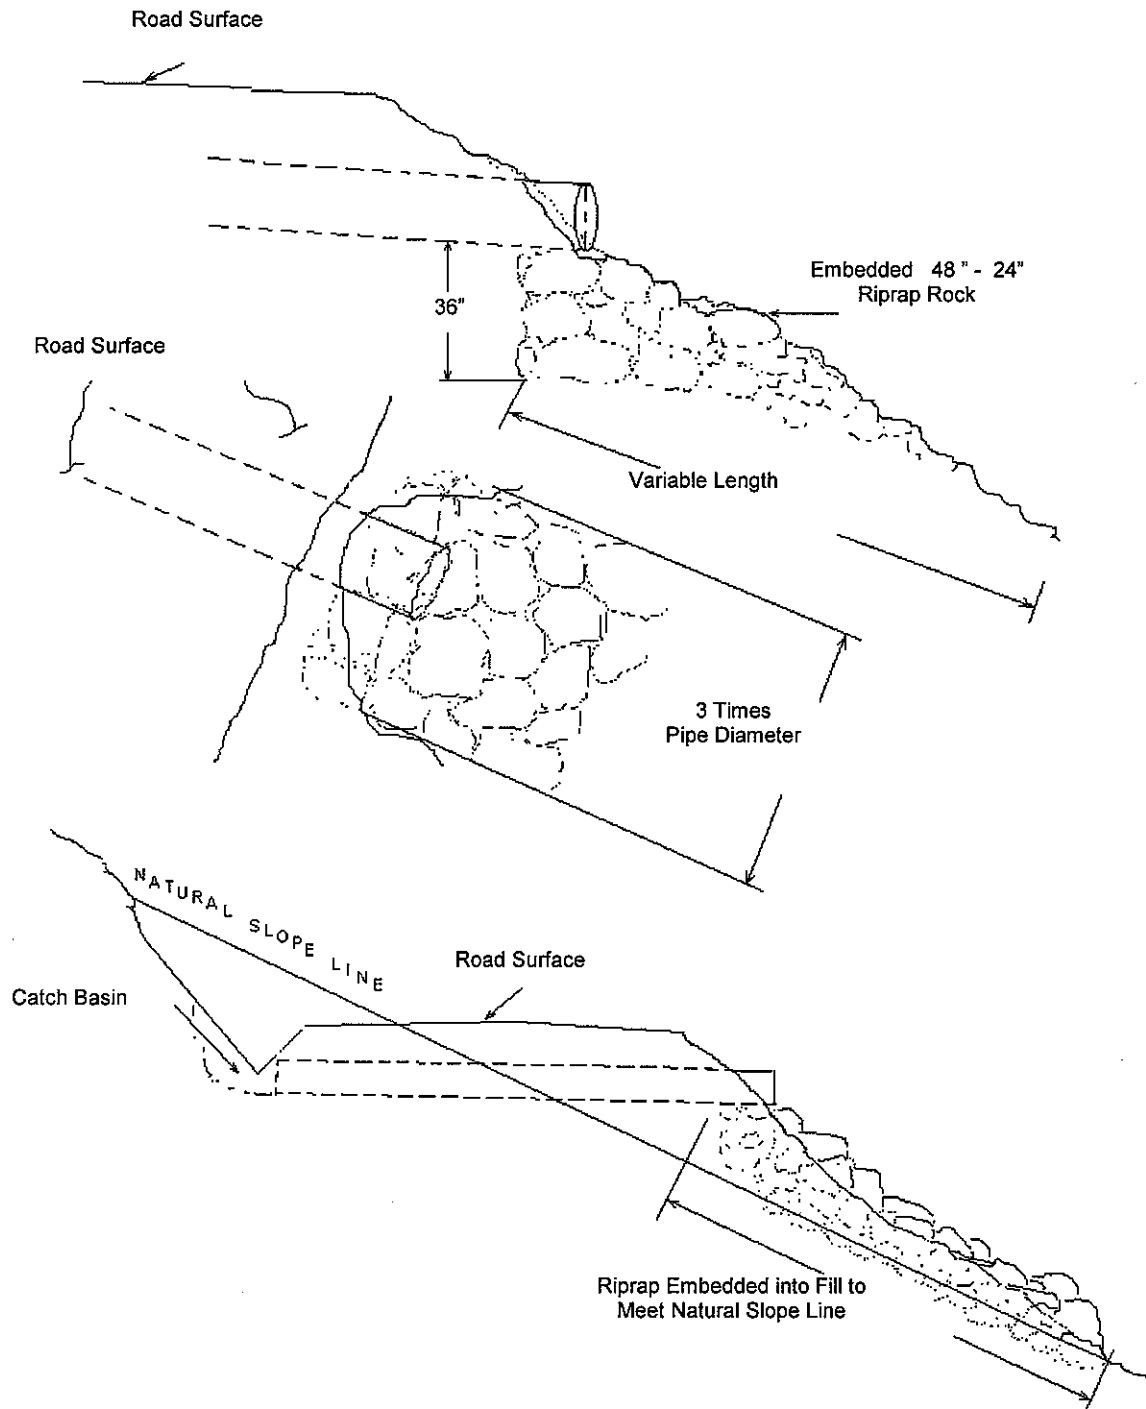 Road Surface
Embedded 48 " - 24"
Riprap Rock
36"
Road Surface
Variable Length
3 Times
Pipe Diameter
NATURAL SLOPE LINE
Road Surface
Catch Basin
Riprap Embedded into Fill to
Meet Natural Slope Line